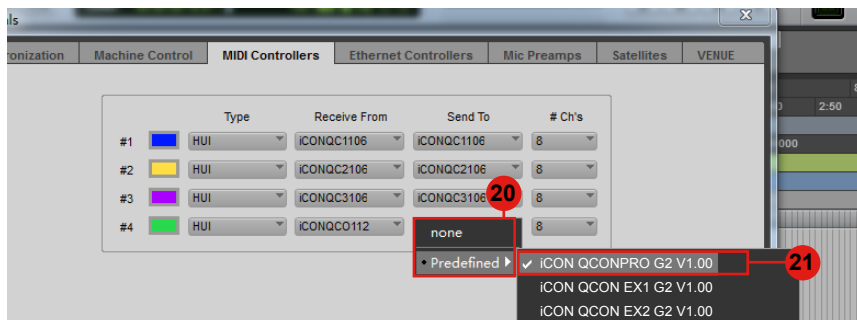 ls
ronization Machine Control MIDI Controllers Ethernet Controllers Mic Preamps Satellites VENUE
Type Receive From Send To # Ch's
#1 HUI iCONQC1106 iCONQC1106 8
#2 HUI iCONQC2106 iCONQC2106 8
#3 HUI iCONQC3106 iCONQC3106 8
#4 HUI iCONQCO112 8
20
none
Predefined
✓ iCON QCONPRO G2 V1.00
21
iCON QCON EX1 G2 V1.00
iCON QCON EX2 G2 V1.00
2:50
000